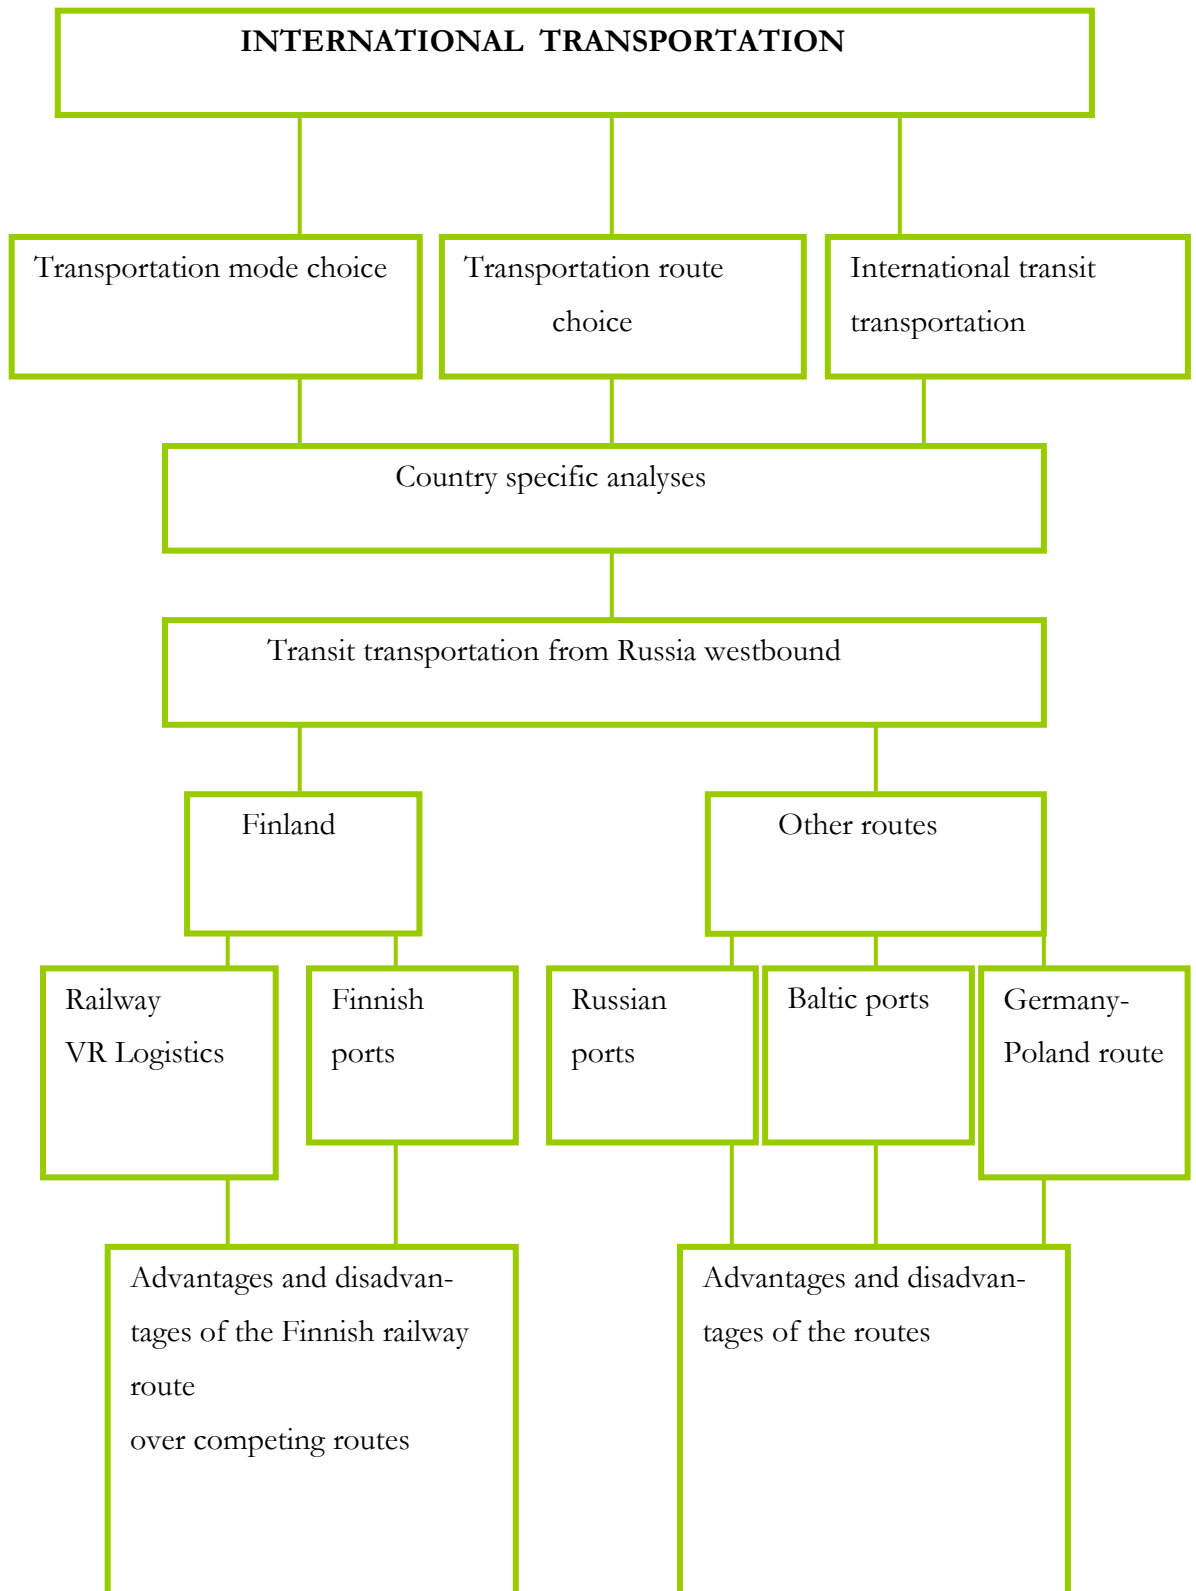 INTERNATIONAL TRANSPORTATION
Transportation mode choice
Transportation route
choice
International transit
transportation
Country specific analyses
Transit transportation from Russia westbound
Finland
Other routes
Railway
VR Logistics
Finnish
ports
Russian
ports
Baltic ports
Germany-
Poland route
Advantages and disadvan-
tages of the Finnish railway
route
over competing routes
Advantages and disadvan-
tages of the routes